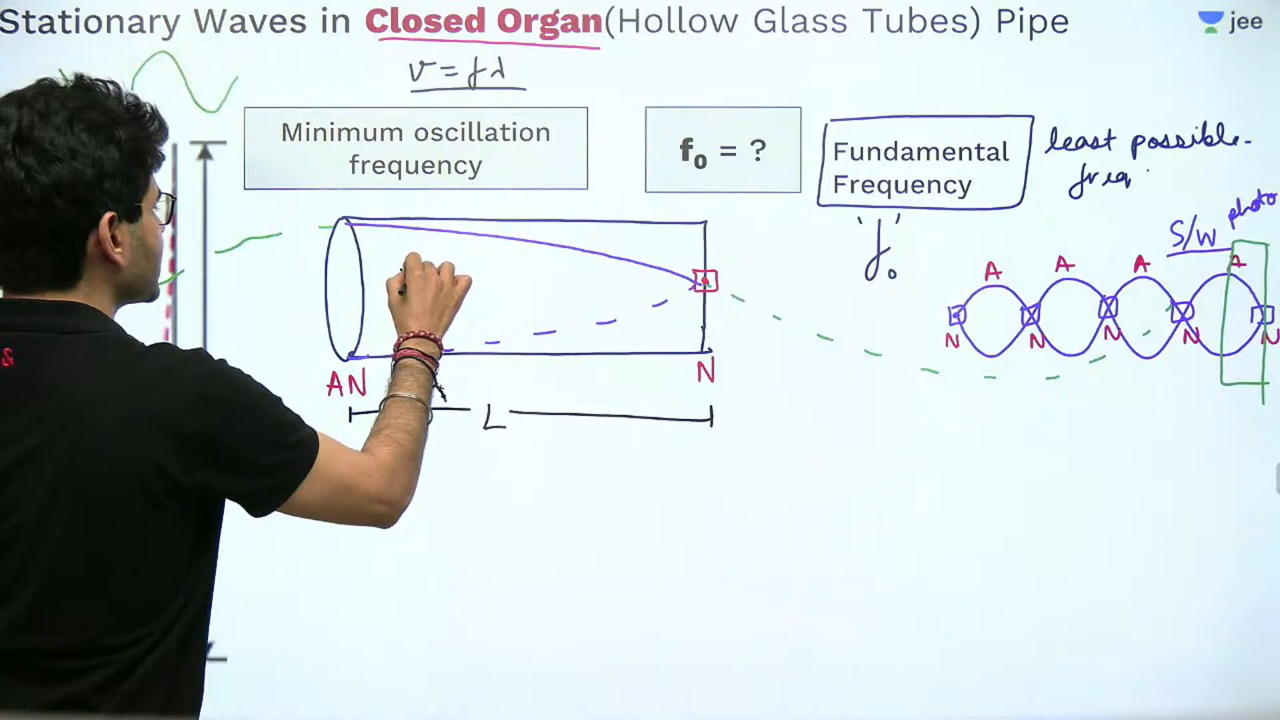 Stationary Waves in Closed Organ(Hollow Glass Tubes) Pipe
jee
v = fλ
Minimum oscillation
frequency
f₀ = ?
Fundamental
Frequency
least possible.
freq
'f₀'
S/W
photo
A A A A
N N N N N
AN
N
L